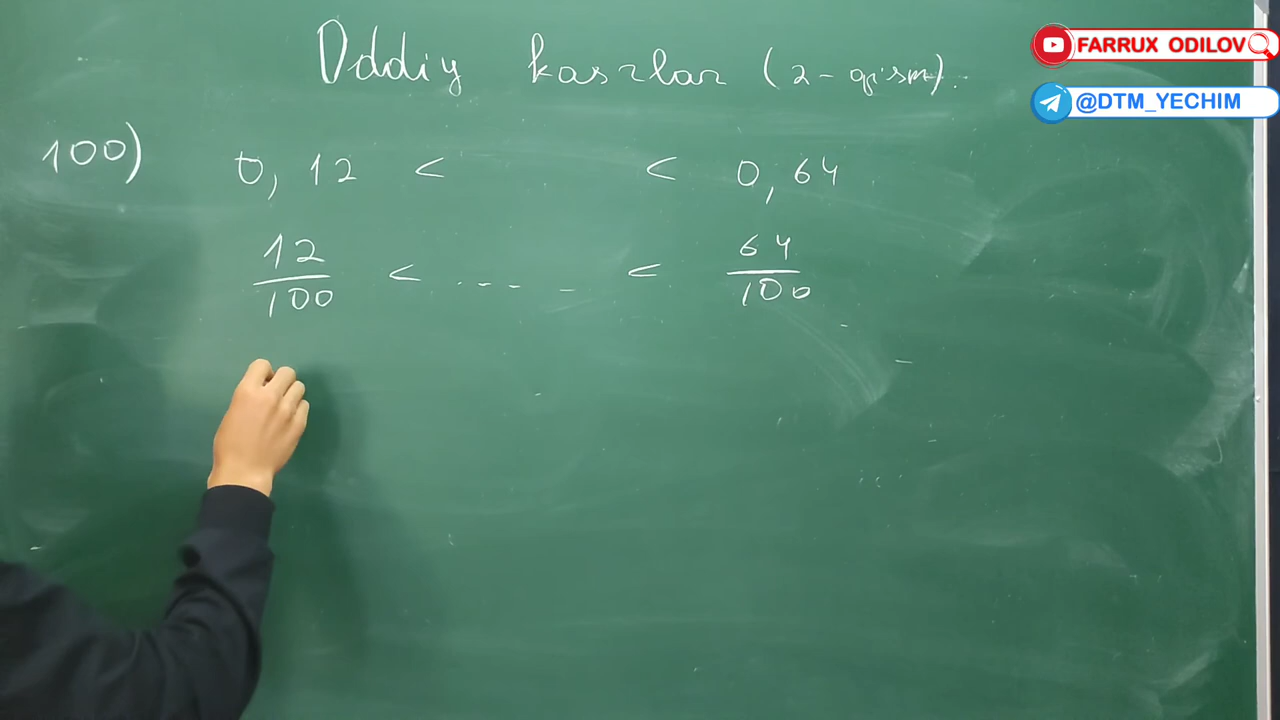 Oddiy kasrlar (2-qism).
FARRUX ODILOV
@DTM_YECHIM
100) 0,12 < < 0,64
12/100 < .... < 64/100